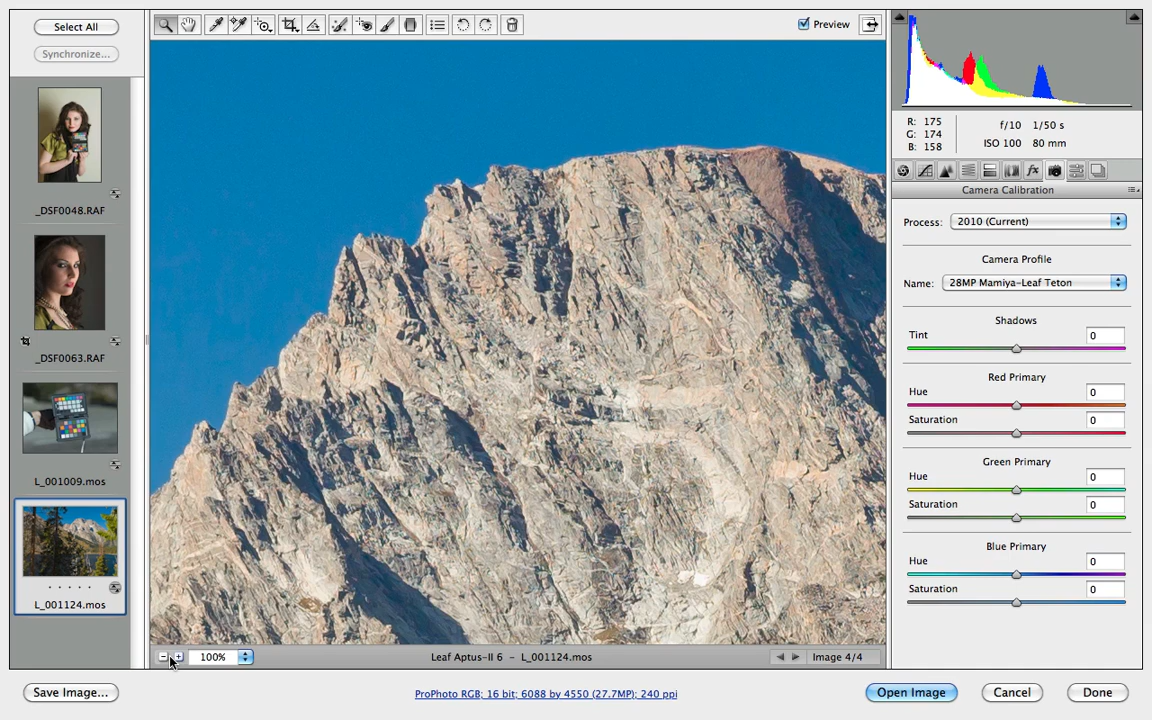 Select All
Synchronize...
Preview
_DSF0048.RAF
_DSF0063.RAF
L_001009.mos
L_001124.mos
100%
Leaf Aptus-II 6 - L_001124.mos
Image 4/4
R: 175
G: 174
B: 158
f/10 1/50 s
ISO 100 80 mm
fx
Camera Calibration
Process: 2010 (Current)
Camera Profile
Name: 28MP Mamiya-Leaf Teton
Shadows
Tint 0
Red Primary
Hue 0
Saturation 0
Green Primary
Hue 0
Saturation 0
Blue Primary
Hue 0
Saturation 0
Save Image...
ProPhoto RGB; 16 bit; 6088 by 4550 (27.7MP); 240 ppi
Open Image
Cancel
Done